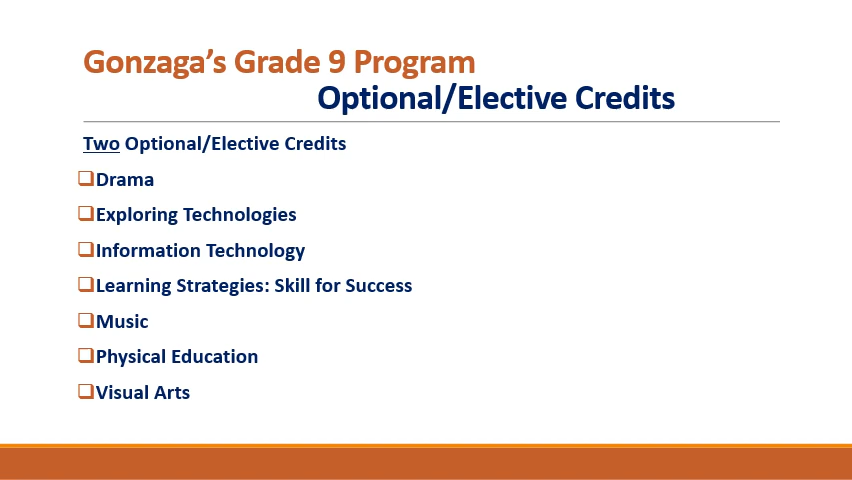 Gonzaga’s Grade 9 Program
Optional/Elective Credits
Two Optional/Elective Credits
❑Drama
❑Exploring Technologies
❑Information Technology
❑Learning Strategies: Skill for Success
❑Music
❑Physical Education
❑Visual Arts